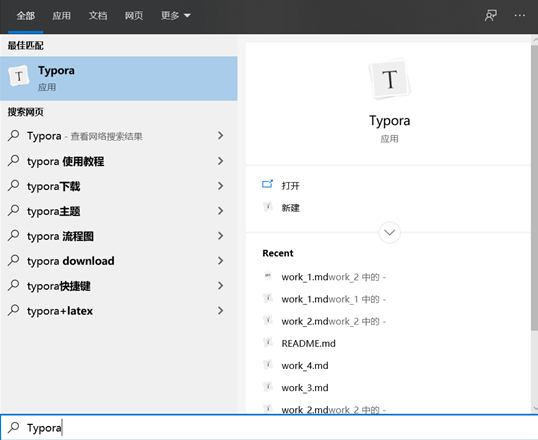 全部 应用 文档 网页 更多
最佳匹配
Typora
应用
搜索网页
Typora - 查看网络搜索结果
typora 使用教程
typora下载
typora主题
typora 流程图
typora download
typora快捷键
typora+latex
Typora
应用
打开
新建
Recent
work_1.mdwork_2 中的 -
work_1.mdwork_1 中的 -
work_2.mdwork_2 中的 -
README.md
work_4.md
work_3.md
work_2.mdwork_2 中的 -
Typora